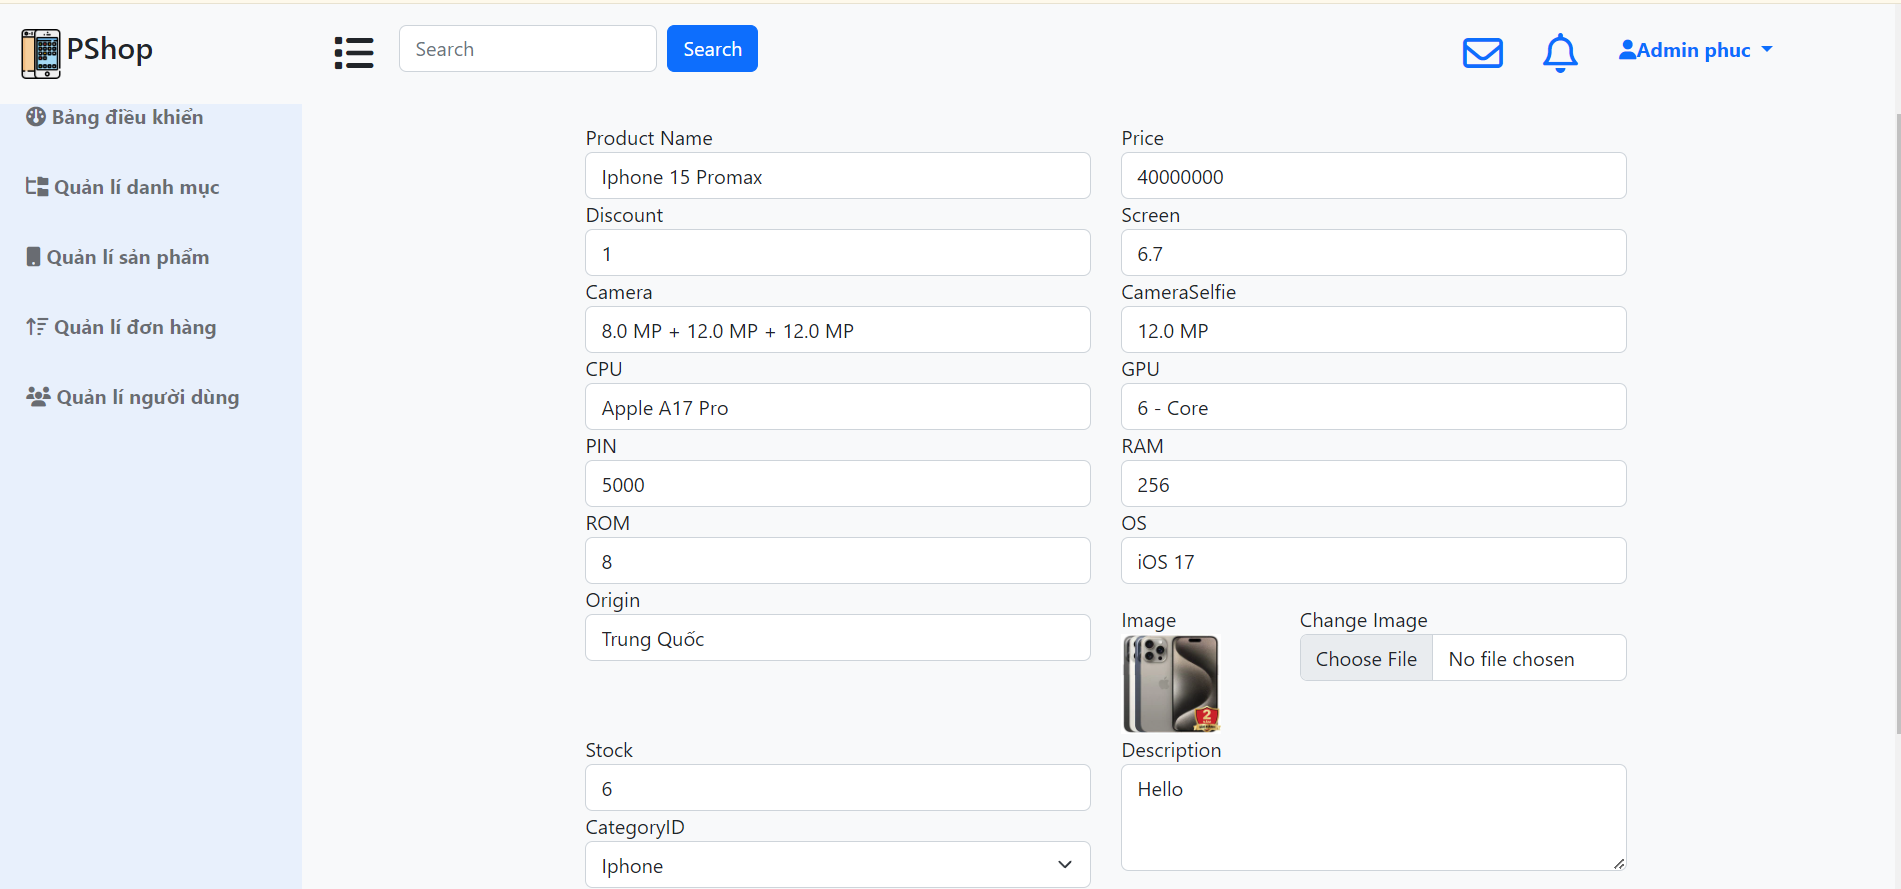 PShop
Search
Search
Admin phuc
Bảng điều khiển
Quản lí danh mục
Quản lí sản phẩm
Quản lí đơn hàng
Quản lí người dùng
Product Name
Price
Iphone 15 Promax
40000000
Discount
Screen
1
6.7
Camera
CameraSelfie
8.0 MP + 12.0 MP + 12.0 MP
12.0 MP
CPU
GPU
Apple A17 Pro
6 - Core
PIN
RAM
5000
256
ROM
OS
8
iOS 17
Origin
Trung Quốc
Image
Change Image
Choose File
No file chosen
2
Stock
Description
6
Hello
CategoryID
Iphone